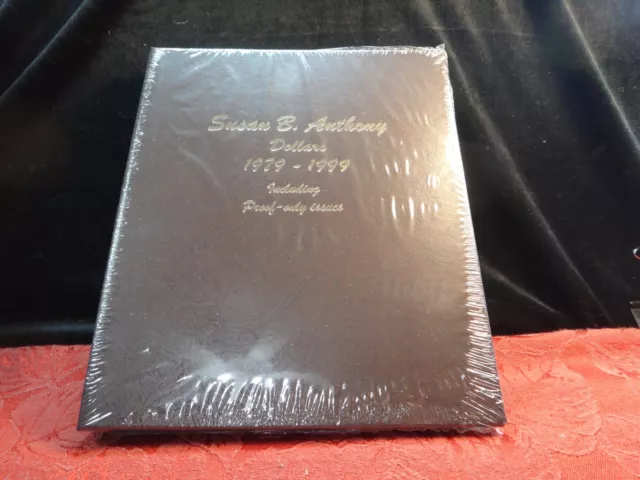 Susan B. Anthony
Dollars
1979 - 1999
Including
Proof-only issues